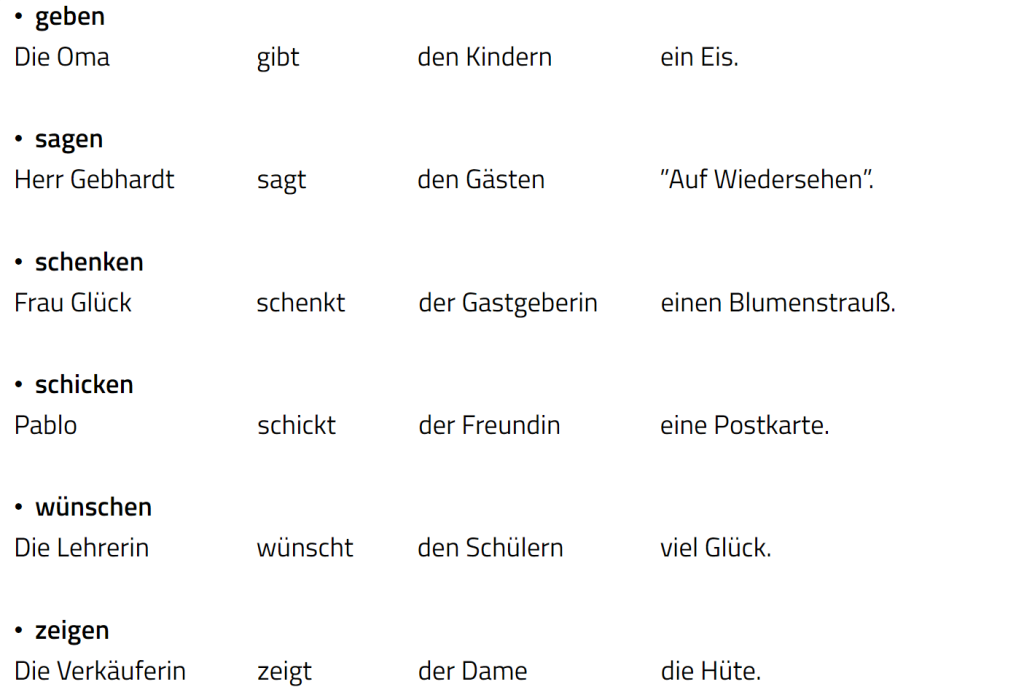 • geben
Die Oma gibt den Kindern ein Eis.
• sagen
Herr Gebhardt sagt den Gästen ”Auf Wiedersehen”.
• schenken
Frau Glück schenkt der Gastgeberin einen Blumenstrauß.
• schicken
Pablo schickt der Freundin eine Postkarte.
• wünschen
Die Lehrerin wünscht den Schülern viel Glück.
• zeigen
Die Verkäuferin zeigt der Dame die Hüte.